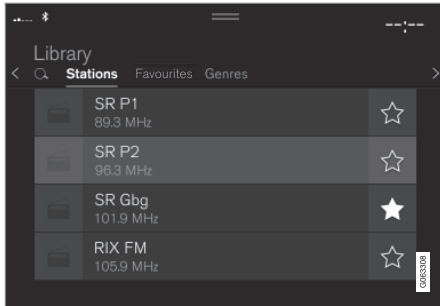 --:--
Library
Stations Favourites Genres
SR P1
89.3 MHz
SR P2
96.3 MHz
SR Gbg
101.9 MHz
RIX FM
105.9 MHz
G063308